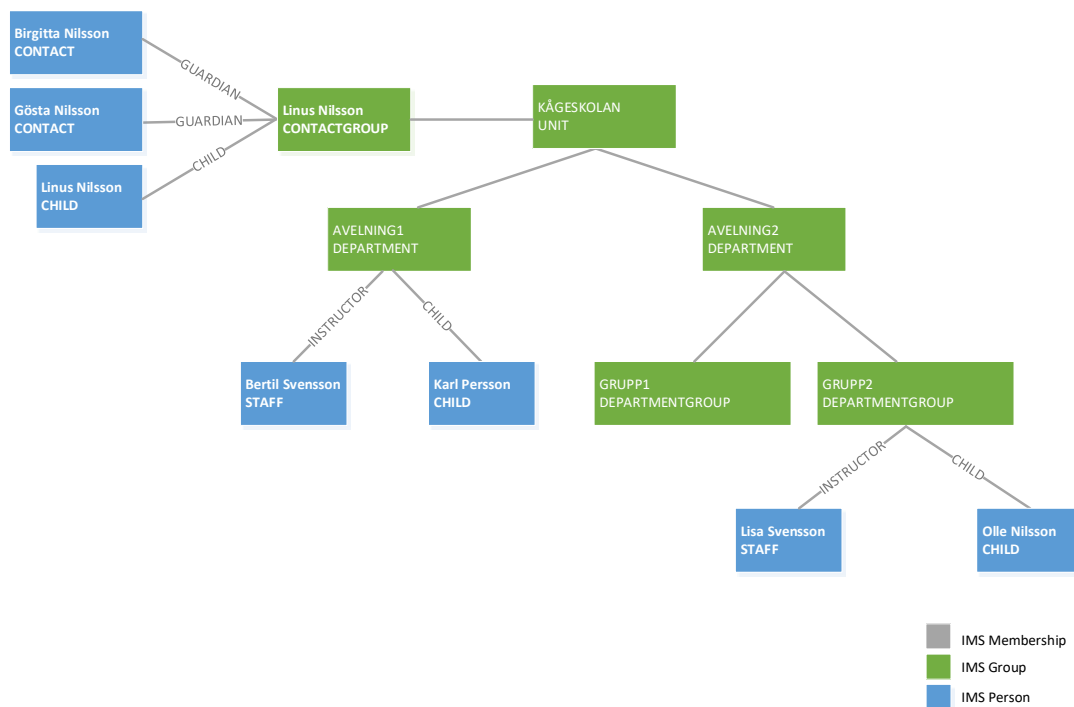 Birgitta Nilsson
CONTACT
GUARDIAN
Gösta Nilsson
CONTACT
GUARDIAN
Linus Nilsson
CONTACTGROUP
KÅGESKOLAN
UNIT
CHILD
Linus Nilsson
CHILD
AVELNING1
DEPARTMENT
AVELNING2
DEPARTMENT
INSTRUCTOR
CHILD
Bertil Svensson
STAFF
Karl Persson
CHILD
GRUPP1
DEPARTMENTGROUP
GRUPP2
DEPARTMENTGROUP
INSTRUCTOR
CHILD
Lisa Svensson
STAFF
Olle Nilsson
CHILD
IMS Membership
IMS Group
IMS Person